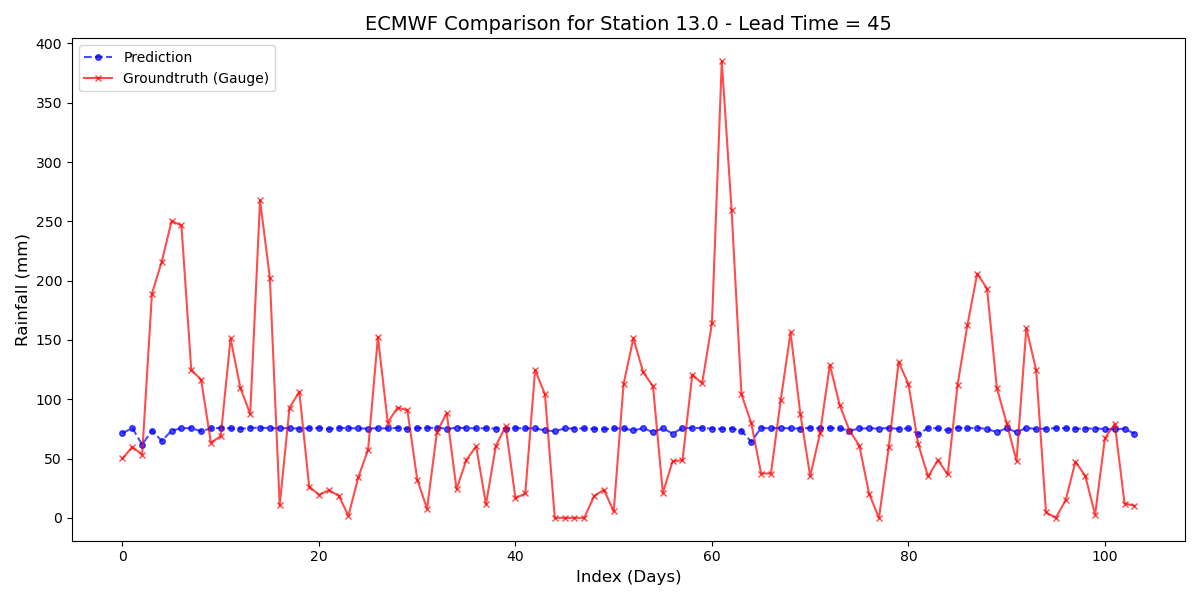 ECMWF Comparison for Station 13.0 - Lead Time = 45
Prediction
Groundtruth (Gauge)
Rainfall (mm)
400
350
300
250
200
150
100
50
0
0 20 40 60 80 100
Index (Days)